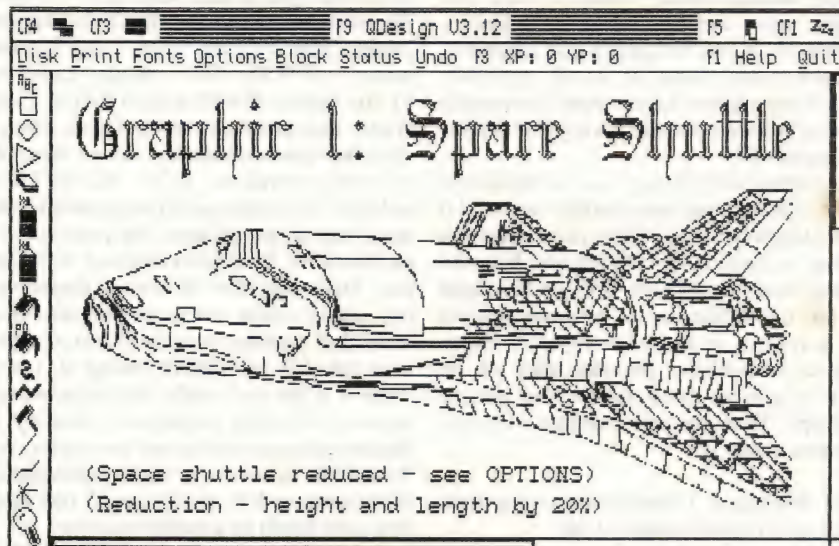 CF4 CF3 F9 QDesign V3.12 F5 CF1 Zzz
Disk Print Fonts Options Block Status Undo F3 XP: 0 YP: 0 F1 Help Quit
ABC
Graphic 1: Space Shuttle
(Space shuttle reduced - see OPTIONS)
(Reduction - height and length by 20%)